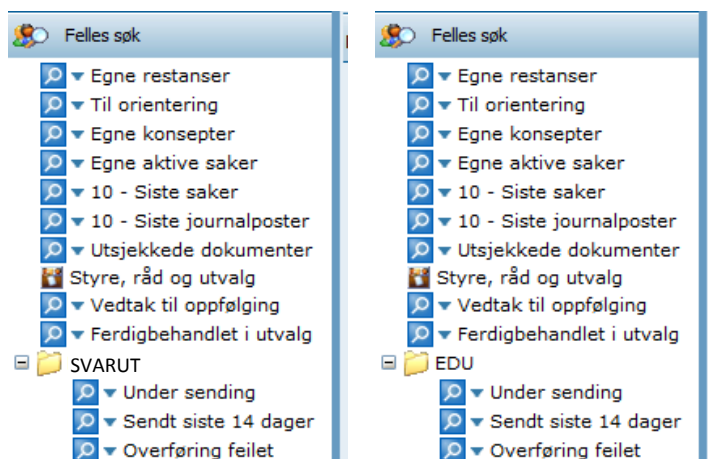 Felles søk
Egne restanser
Til orientering
Egne konsepter
Egne aktive saker
10 - Siste saker
10 - Siste journalposter
Utsjekkede dokumenter
Styre, råd og utvalg
Vedtak til oppfølging
Ferdigbehandlet i utvalg
SVARUT
Under sending
Sendt siste 14 dager
Overføring feilet
Felles søk
Egne restanser
Til orientering
Egne konsepter
Egne aktive saker
10 - Siste saker
10 - Siste journalposter
Utsjekkede dokumenter
Styre, råd og utvalg
Vedtak til oppfølging
Ferdigbehandlet i utvalg
EDU
Under sending
Sendt siste 14 dager
Overføring feilet